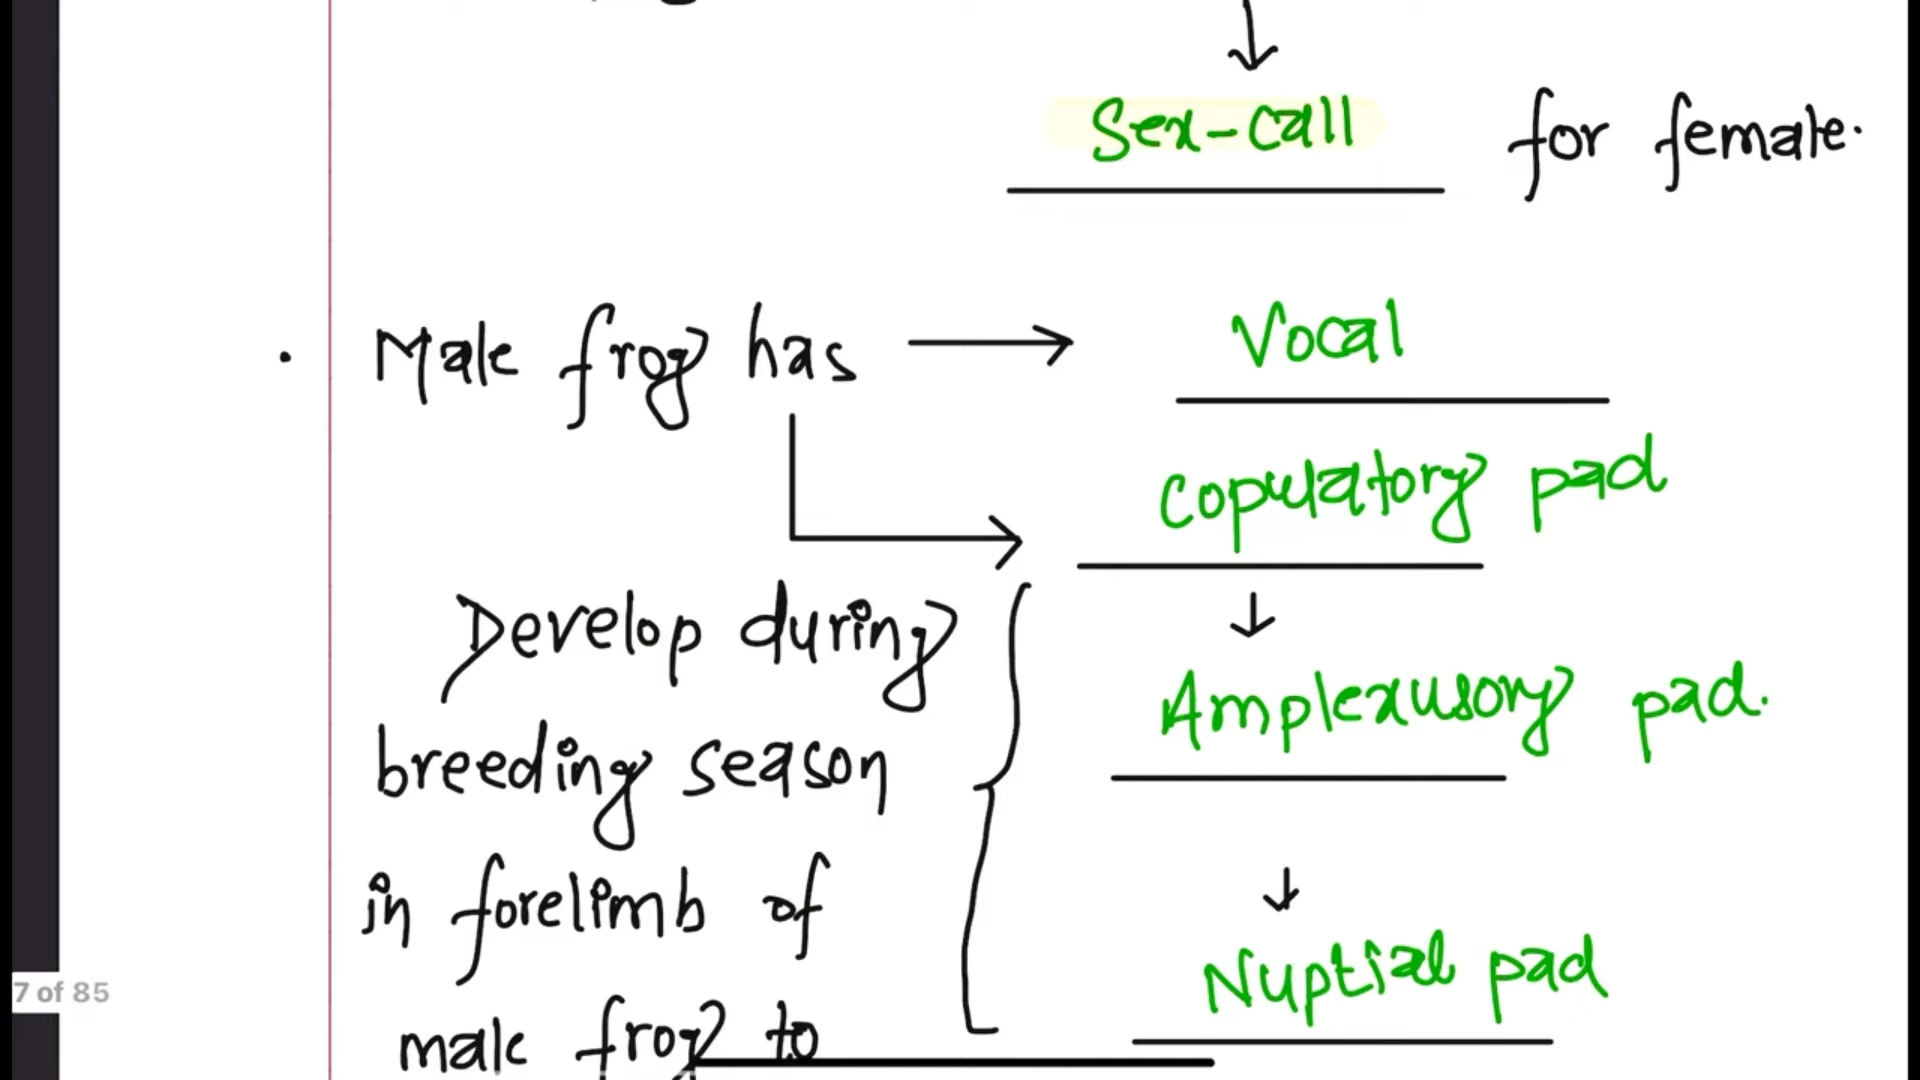 Sex-call for female.
. Male frog has → Vocal
copulatory pad
↓
Develop during
Amplexusory pad.
breeding season
↓
in forelimb of
Nuptial pad
male frog to
7 of 85